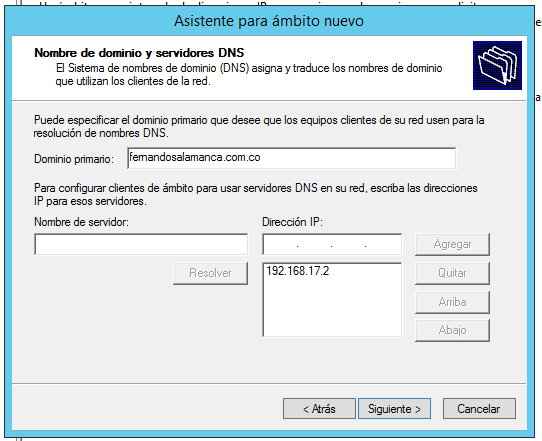 Asistente para ámbito nuevo
Nombre de dominio y servidores DNS
El Sistema de nombres de dominio (DNS) asigna y traduce los nombres de dominio
que utilizan los clientes de la red.
Puede especificar el dominio primario que desee que los equipos clientes de su red usen para la
resolución de nombres DNS.
Dominio primario: fernandosalamanca.com.co
Para configurar clientes de ámbito para usar servidores DNS en su red, escriba las direcciones
IP para esos servidores.
Nombre de servidor: Dirección IP:
. . . Agregar
Resolver 192.168.17.2 Quitar
Arriba
Abajo
< Atrás Siguiente > Cancelar